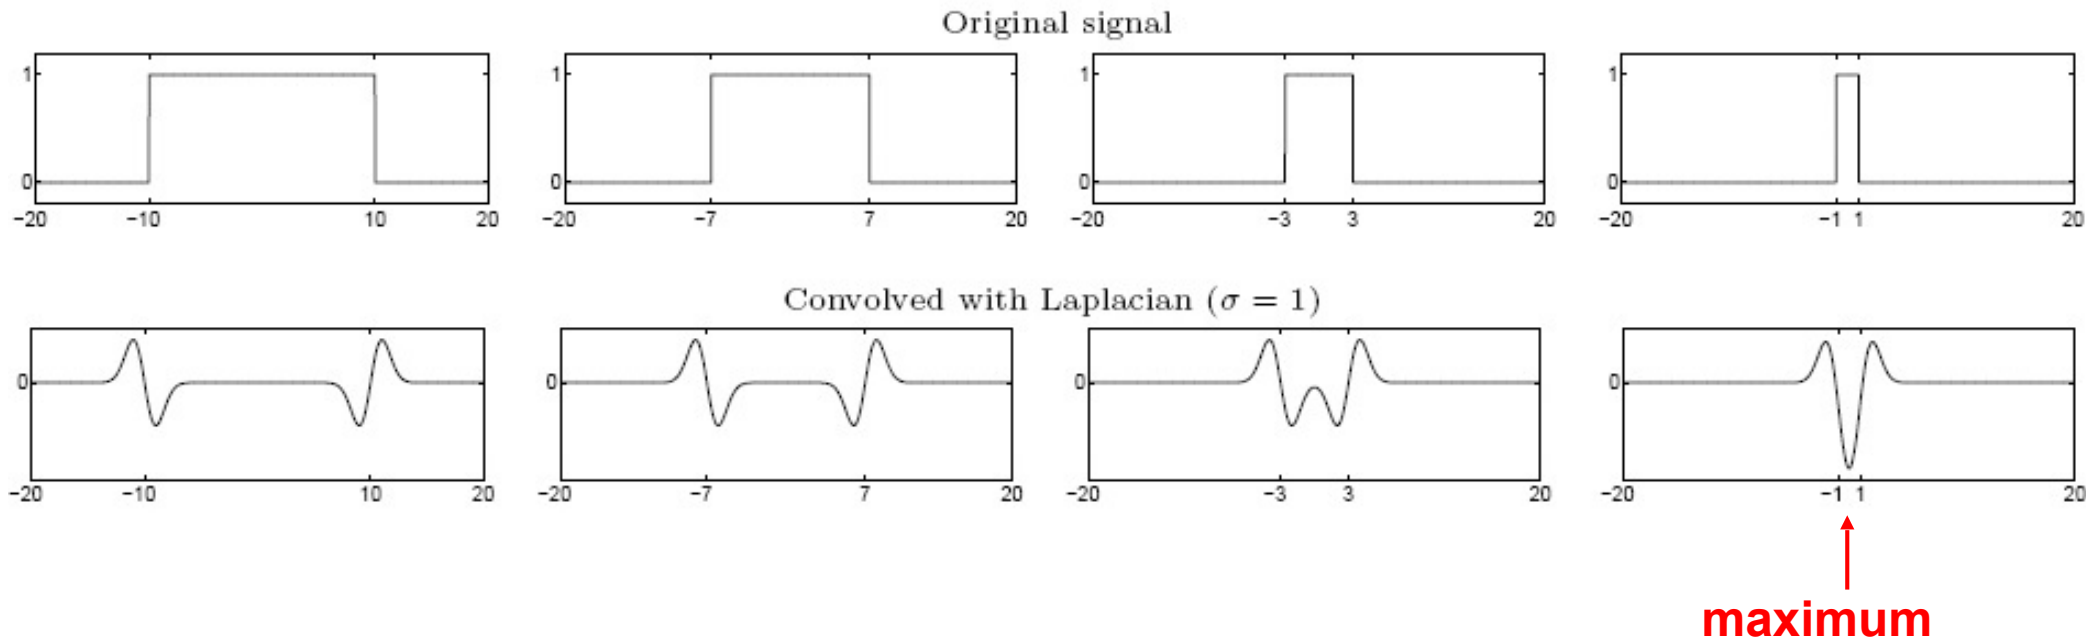 Original signal
1 1 1 1
0 0 0 0
−20 −10 10 20 −20 −7 7 20 −20 −3 3 20 −20 −1 1 20
Convolved with Laplacian (σ = 1)
0 0 0 0
−20 −10 10 20 −20 −7 7 20 −20 −3 3 20 −20 −1 1 20
maximum